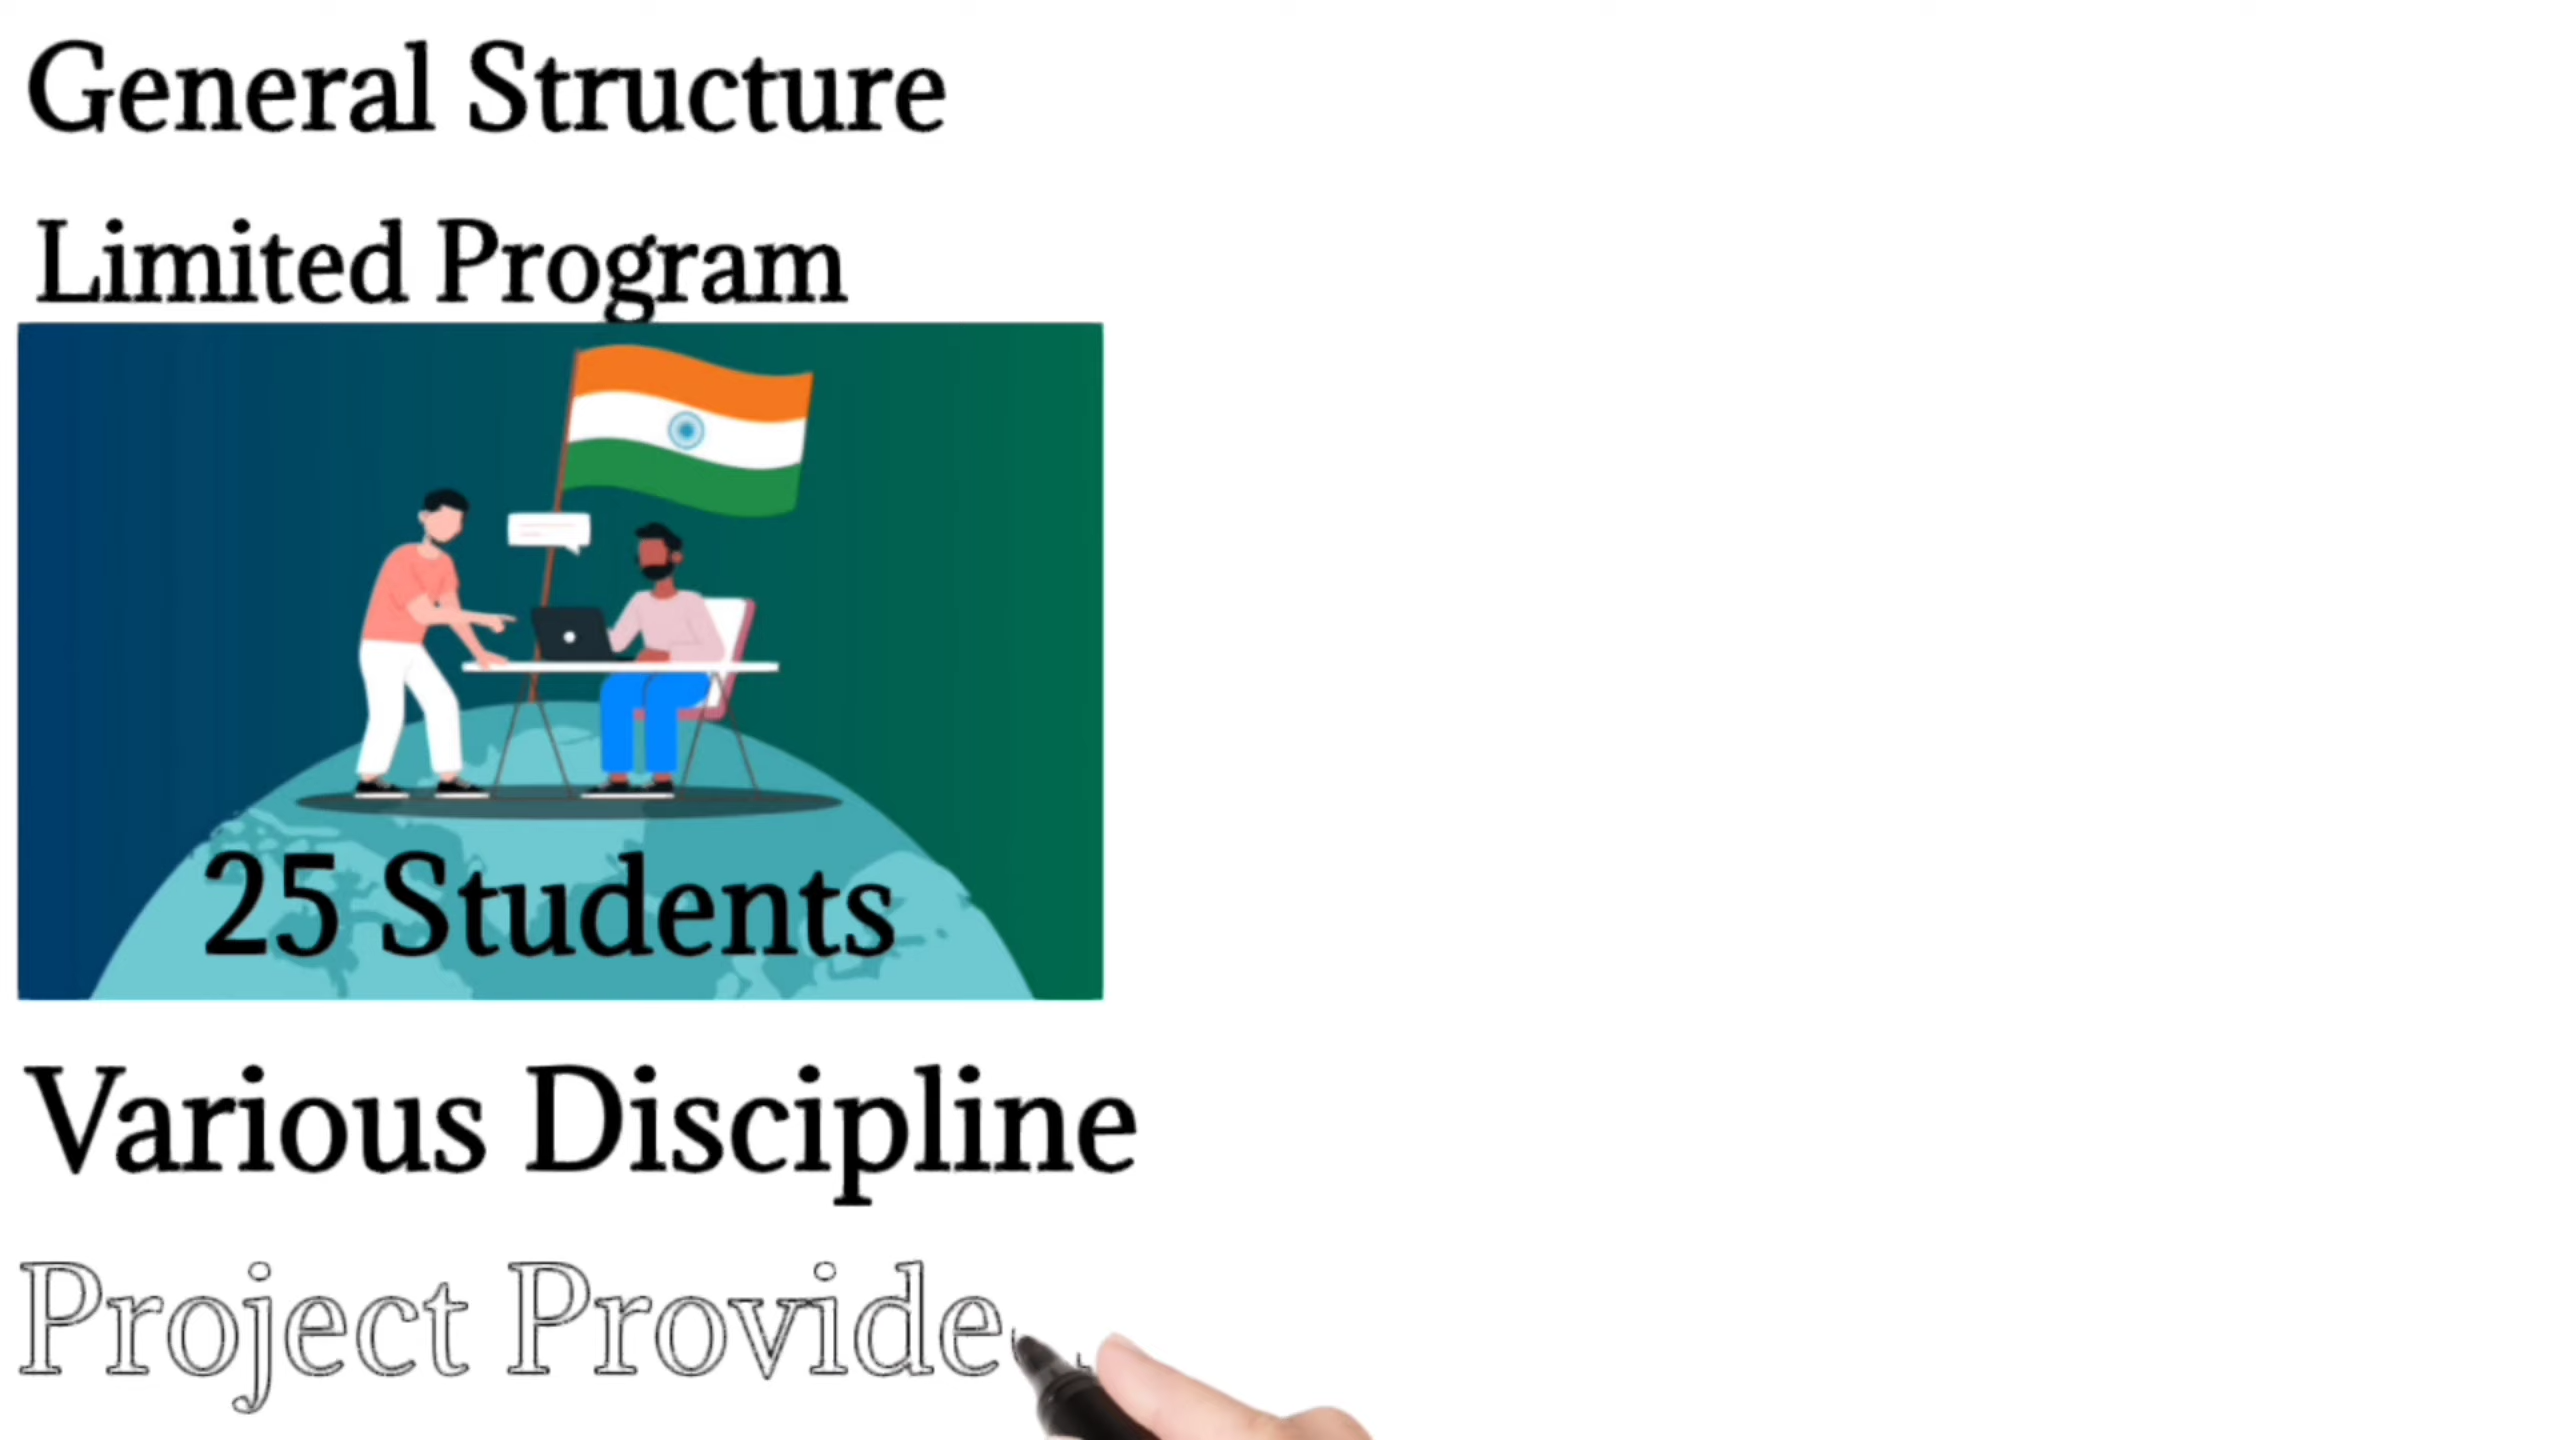 General Structure
Limited Program
25 Students
Various Discipline
Project Provide